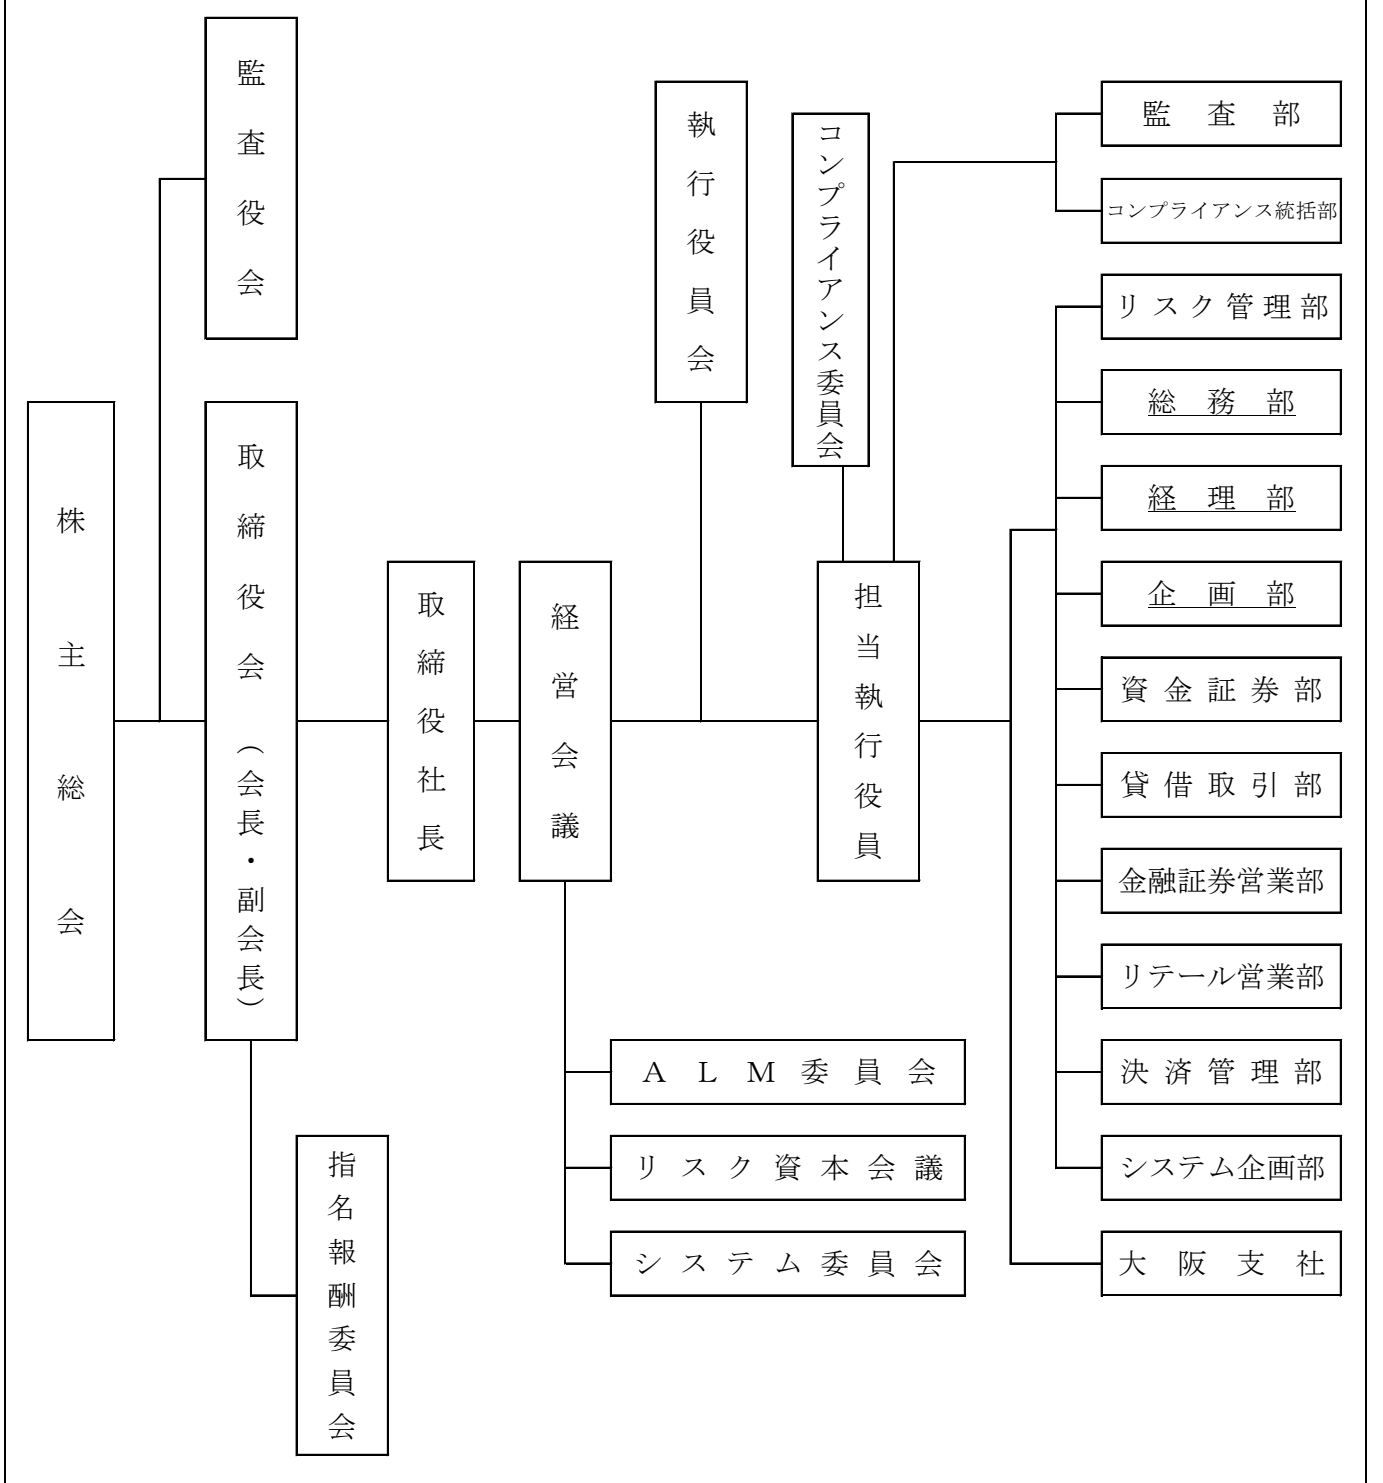 株主総会
監査役会
取締役会（会長・副会長）
指名報酬委員会
取締役社長
経営会議
執行役員会
コンプライアンス委員会
担当執行役員
ＡＬＭ委員会
リスク資本会議
システム委員会
監査部
コンプライアンス統括部
リスク管理部
総務部
経理部
企画部
資金証券部
貸借取引部
金融証券営業部
リテール営業部
決済管理部
システム企画部
大阪支社